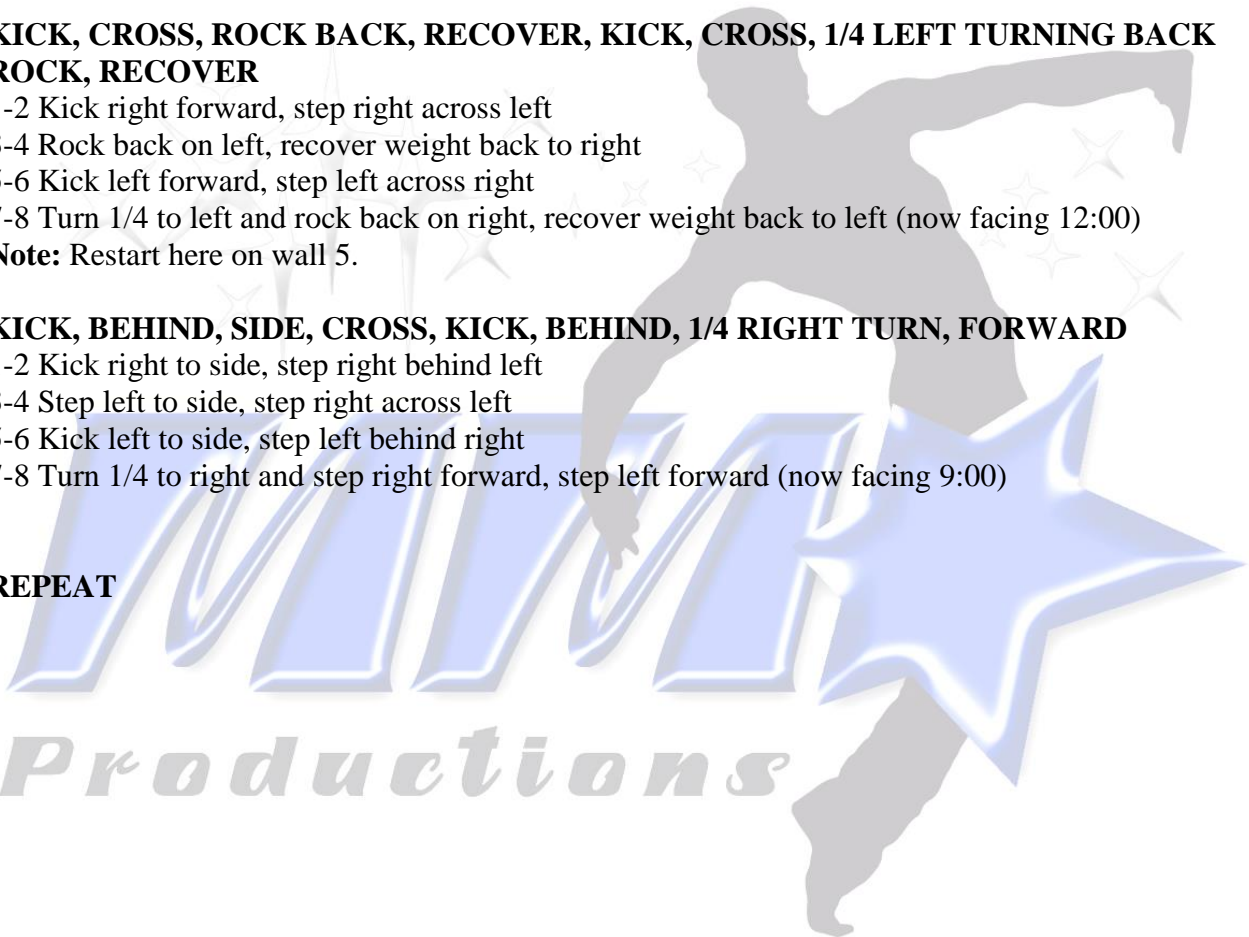 KICK, CROSS, ROCK BACK, RECOVER, KICK, CROSS, 1/4 LEFT TURNING BACK
ROCK, RECOVER
-2 Kick right forward, step right across left
-4 Rock back on left, recover weight back to right
-6 Kick left forward, step left across right
-8 Turn 1/4 to left and rock back on right, recover weight back to left (now facing 12:00)
Note: Restart here on wall 5.
KICK, BEHIND, SIDE, CROSS, KICK, BEHIND, 1/4 RIGHT TURN, FORWARD
-2 Kick right to side, step right behind left
-4 Step left to side, step right across left
-6 Kick left to side, step left behind right
-8 Turn 1/4 to right and step right forward, step left forward (now facing 9:00)
REPEAT
MM
Productions